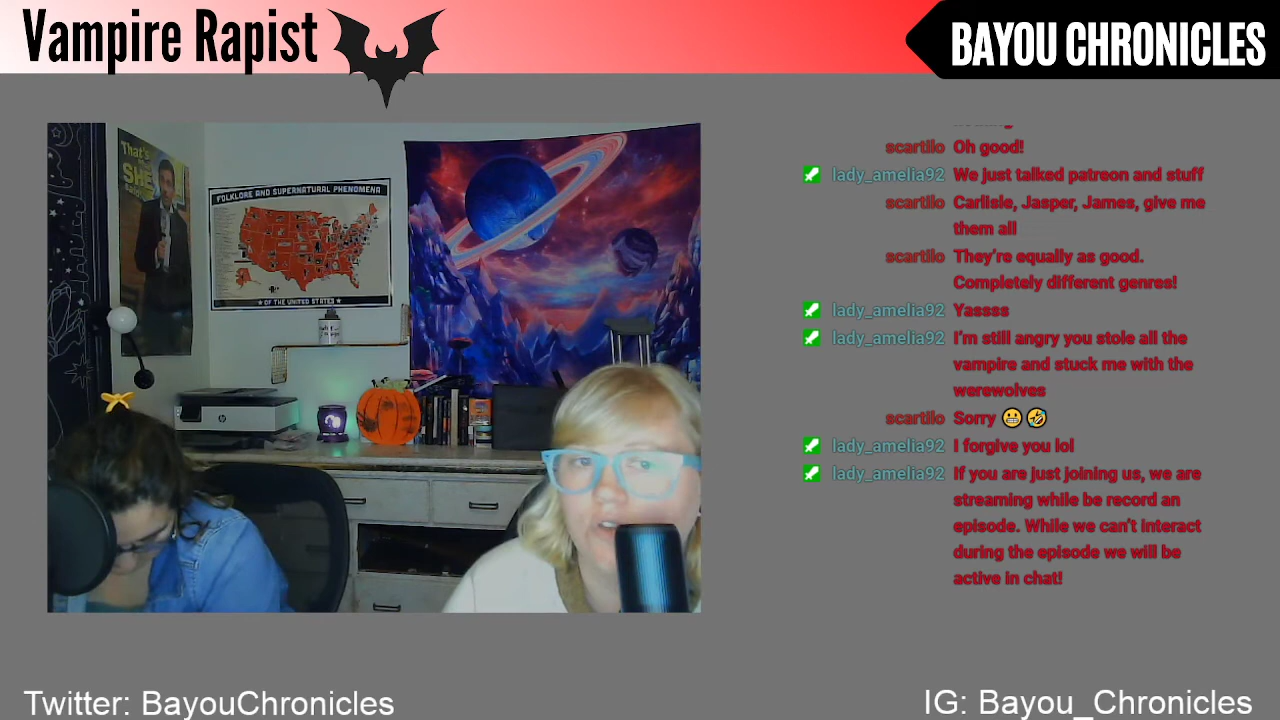 Vampire Rapist
BAYOU CHRONICLES
That's
SHE
FOLKLORE AND SUPERNATURAL PHENOMENA
★ OF THE UNITED STATES ★
scartilo Oh good!
lady_amelia92 We just talked patreon and stuff
scartilo Carlisle, Jasper, James, give me
them all
scartilo They're equally as good.
Completely different genres!
lady_amelia92 Yassss
lady_amelia92 I'm still angry you stole all the
vampire and stuck me with the
werewolves
scartilo Sorry 😬🤣
lady_amelia92 I forgive you lol
lady_amelia92 If you are just joining us, we are
streaming while be record an
episode. While we can't interact
during the episode we will be
active in chat!
Twitter: BayouChronicles
IG: Bayou_Chronicles